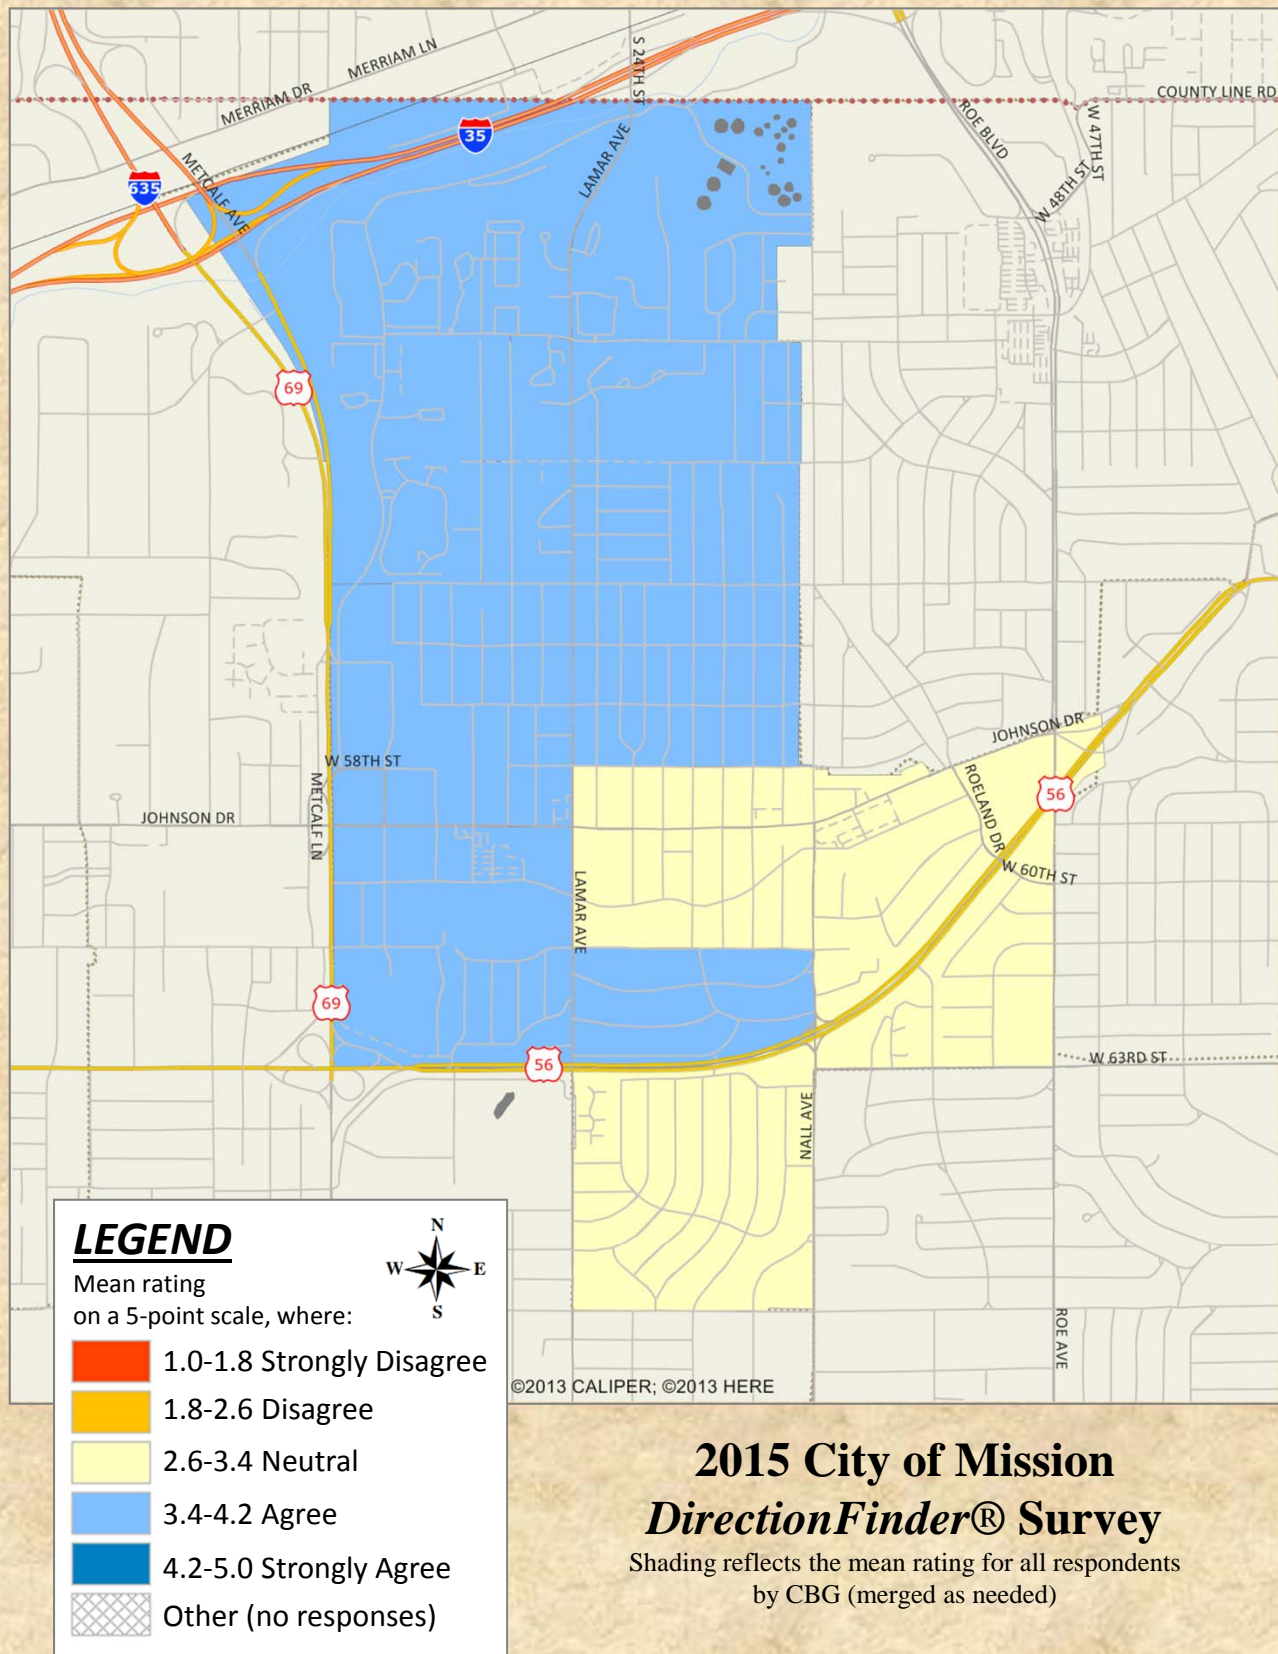 MERRIAM LN
S 24TH ST
MERRIAM DR
COUNTY LINE RD
35
ROE BLVD
W 47TH ST
LAMAR AVE
METCALF AVE
635
W 48TH ST
69
JOHNSON DR
W 58TH ST
ROELAND DR
56
METCALF LN
JOHNSON DR
W 60TH ST
LAMAR AVE
69
56
W 63RD ST
NALL AVE
ROE AVE
LEGEND
N
W E
S
Mean rating
on a 5-point scale, where:
1.0-1.8 Strongly Disagree
1.8-2.6 Disagree
2.6-3.4 Neutral
3.4-4.2 Agree
4.2-5.0 Strongly Agree
Other (no responses)
©2013 CALIPER; ©2013 HERE
2015 City of Mission
DirectionFinder® Survey
Shading reflects the mean rating for all respondents
by CBG (merged as needed)